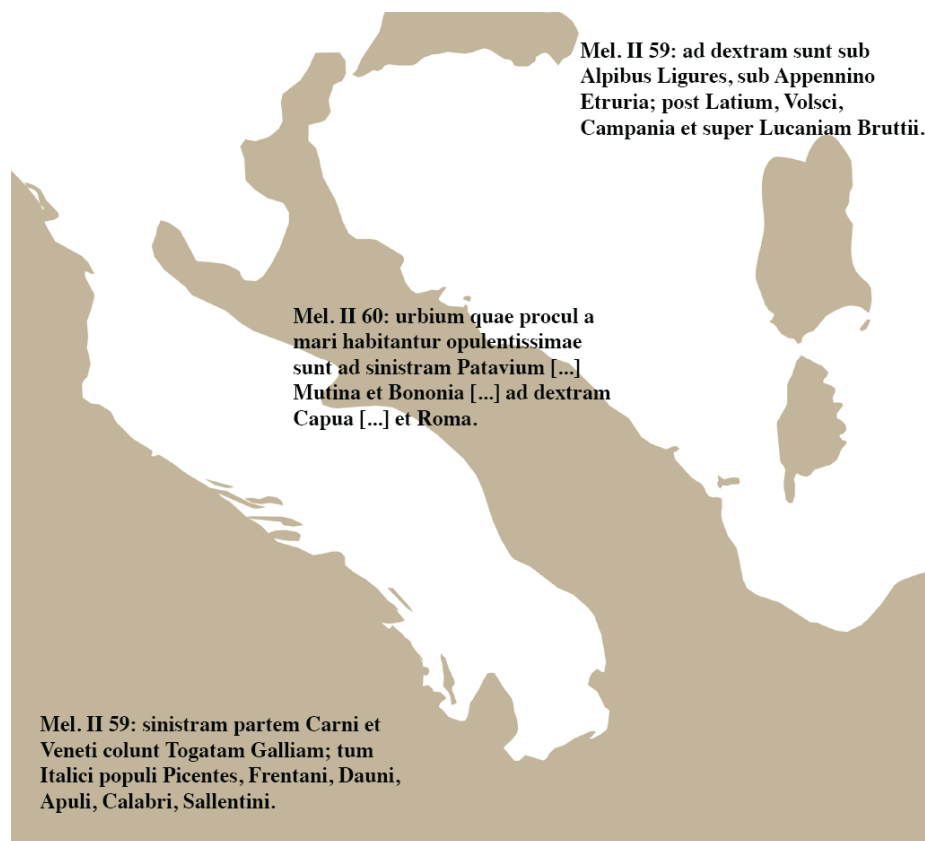 Mel. II 59: ad dextram sunt sub
Alpibus Ligures, sub Appennino
Etruria; post Latium, Volsci,
Campania et super Lucaniam Bruttii.
Mel. II 60: urbium quae procul a
mari habitantur opulentissimae
sunt ad sinistram Patavium [...]
Mutina et Bononia [...] ad dextram
Capua [...] et Roma.
Mel. II 59: sinistram partem Carni et
Veneti colunt Togatam Galliam; tum
Italici populi Picentes, Frentani, Dauni,
Apuli, Calabri, Sallentini.